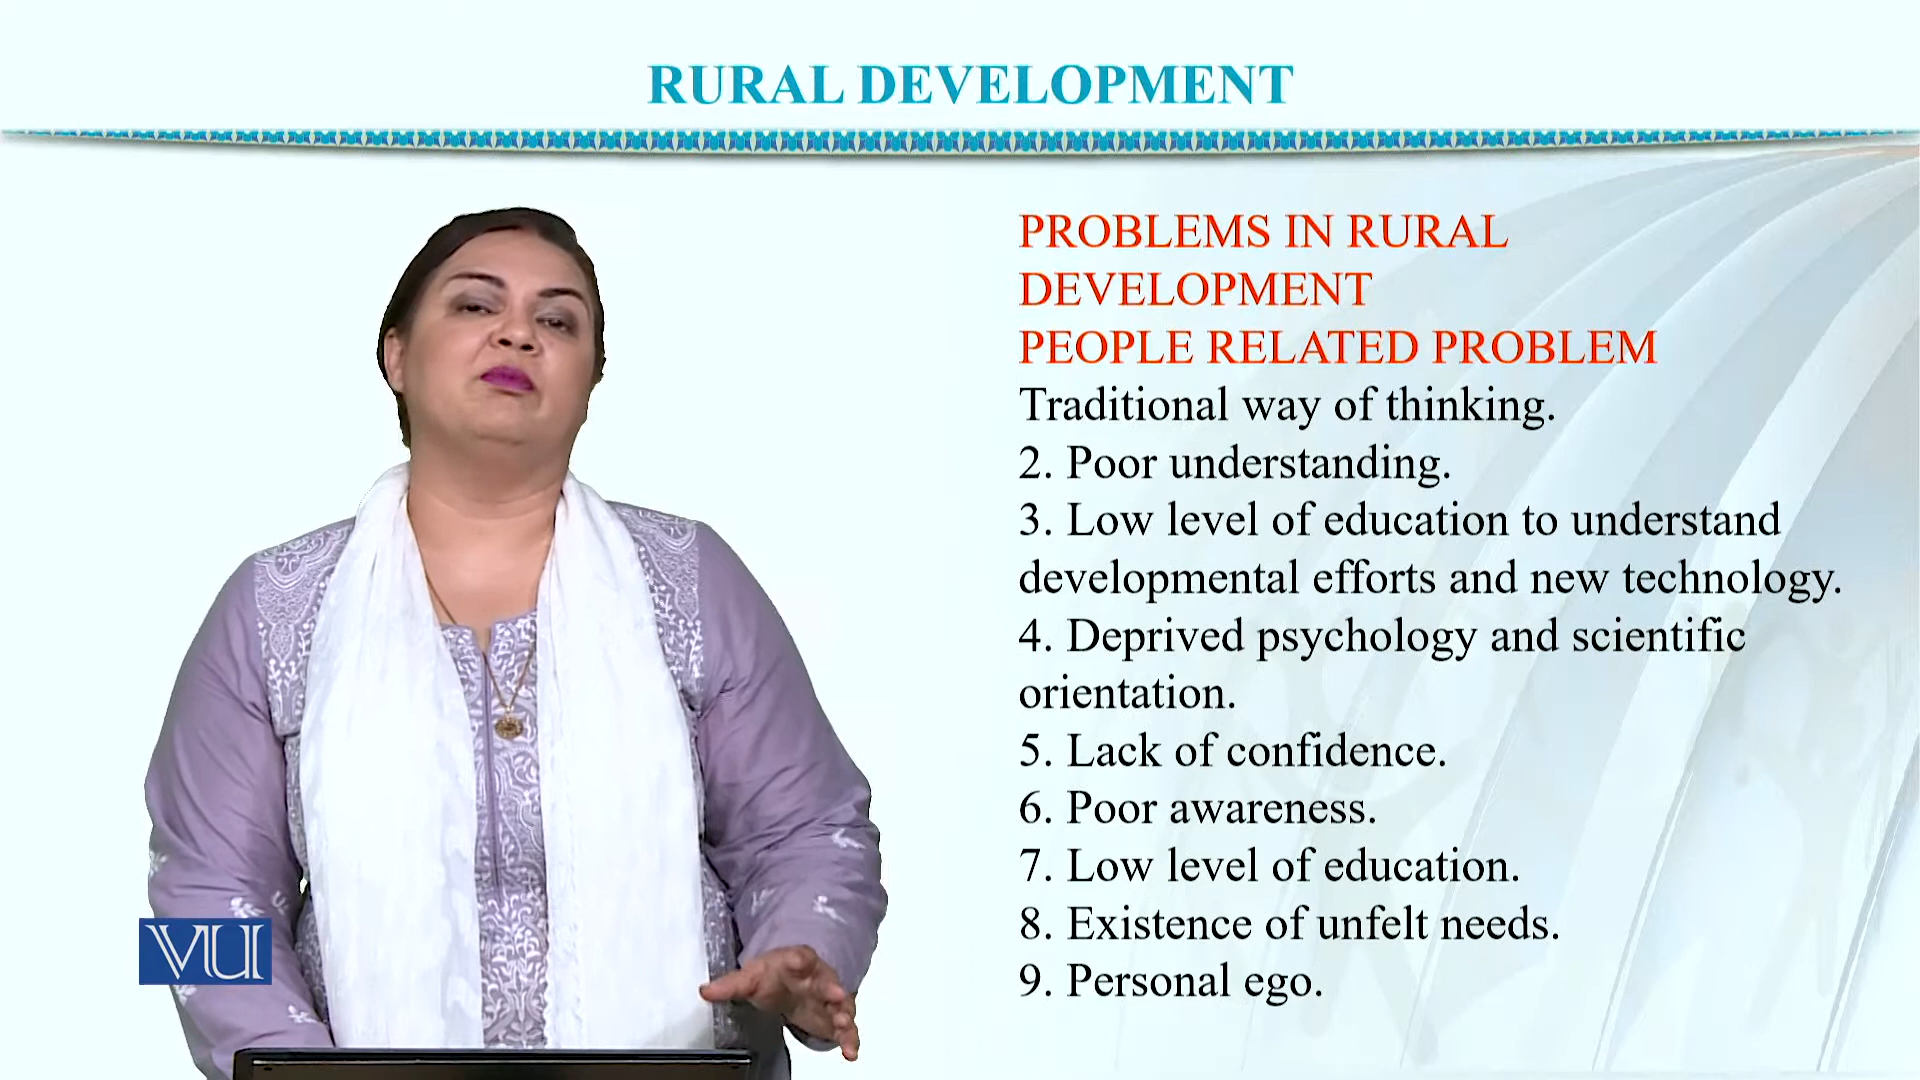 RURAL DEVELOPMENT
PROBLEMS IN RURAL
DEVELOPMENT
PEOPLE RELATED PROBLEM
Traditional way of thinking.
2. Poor understanding.
3. Low level of education to understand
developmental efforts and new technology.
4. Deprived psychology and scientific
orientation.
5. Lack of confidence.
6. Poor awareness.
7. Low level of education.
8. Existence of unfelt needs.
9. Personal ego.
VU